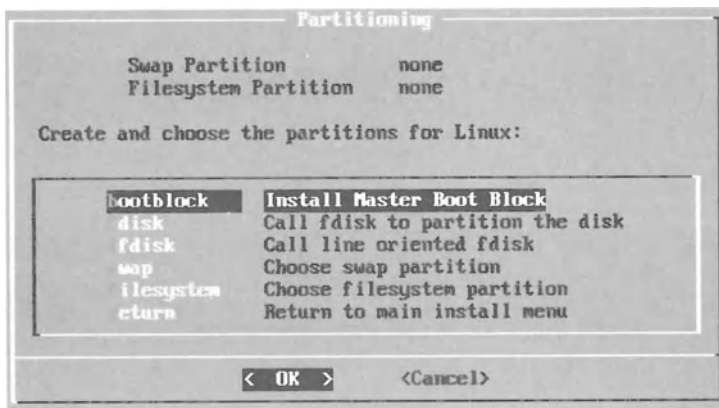 Partitioning
Swap Partition none
Filesystem Partition none
Create and choose the partitions for Linux:
bootblock Install Master Boot Block
disk Call fdisk to partition the disk
fdisk Call line oriented fdisk
wap Choose swap partition
ilesystem Choose filesystem partition
eturn Return to main install menu
< OK > <Cancel>